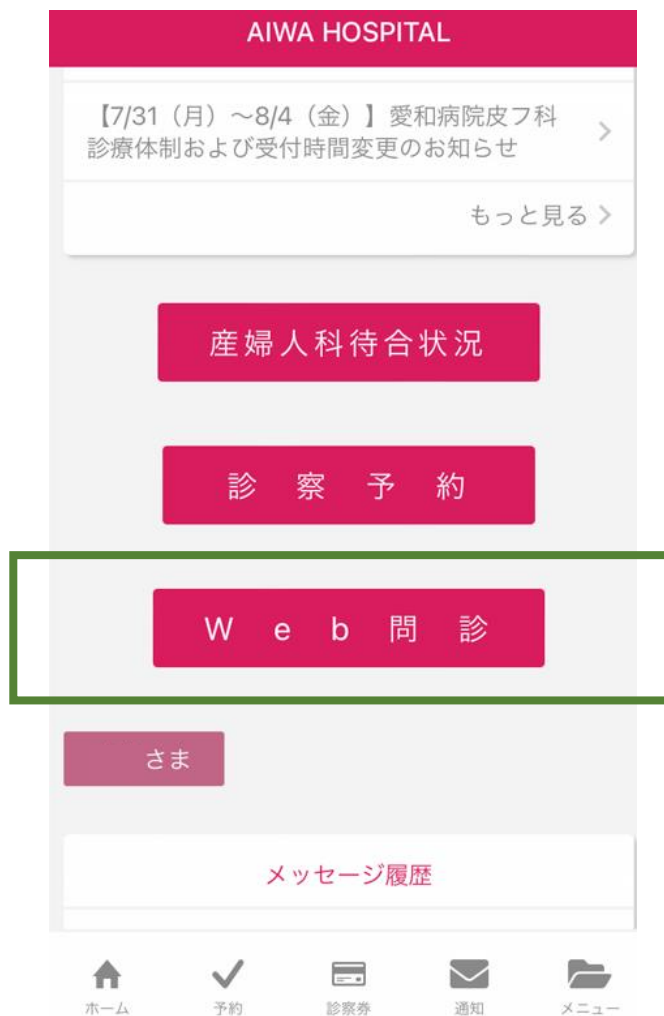 AIWA HOSPITAL
【7/31（月）～8/4（金）】愛和病院皮フ科
診療体制および受付時間変更のお知らせ
もっと見る
産婦人科待合状況
診察予約
Web問診
さま
メッセージ履歴
ホーム 予約 診察券 通知 メニュー